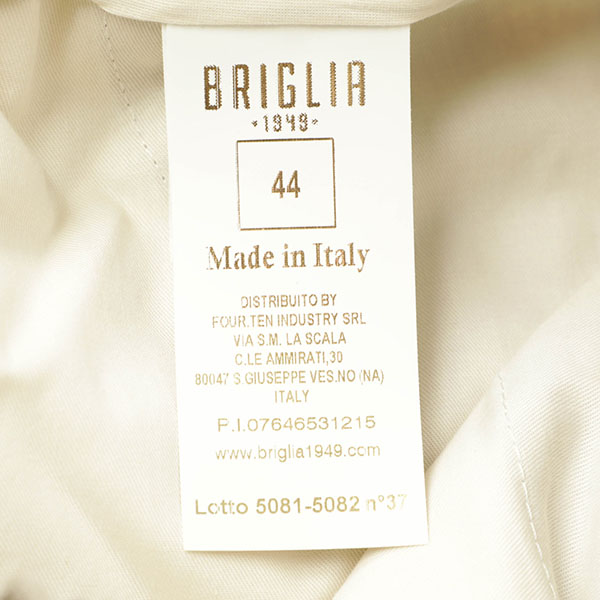 BRIGLIA
•1949•
44
Made in Italy
DISTRIBUITO BY
FOUR.TEN INDUSTRY SRL
VIA S.M. LA SCALA
C.LE AMMIRATI,30
80047 S.GIUSEPPE VES.NO (NA)
ITALY
P.I.07646531215
www.briglia1949.com
Lotto 5081-5082 n°37